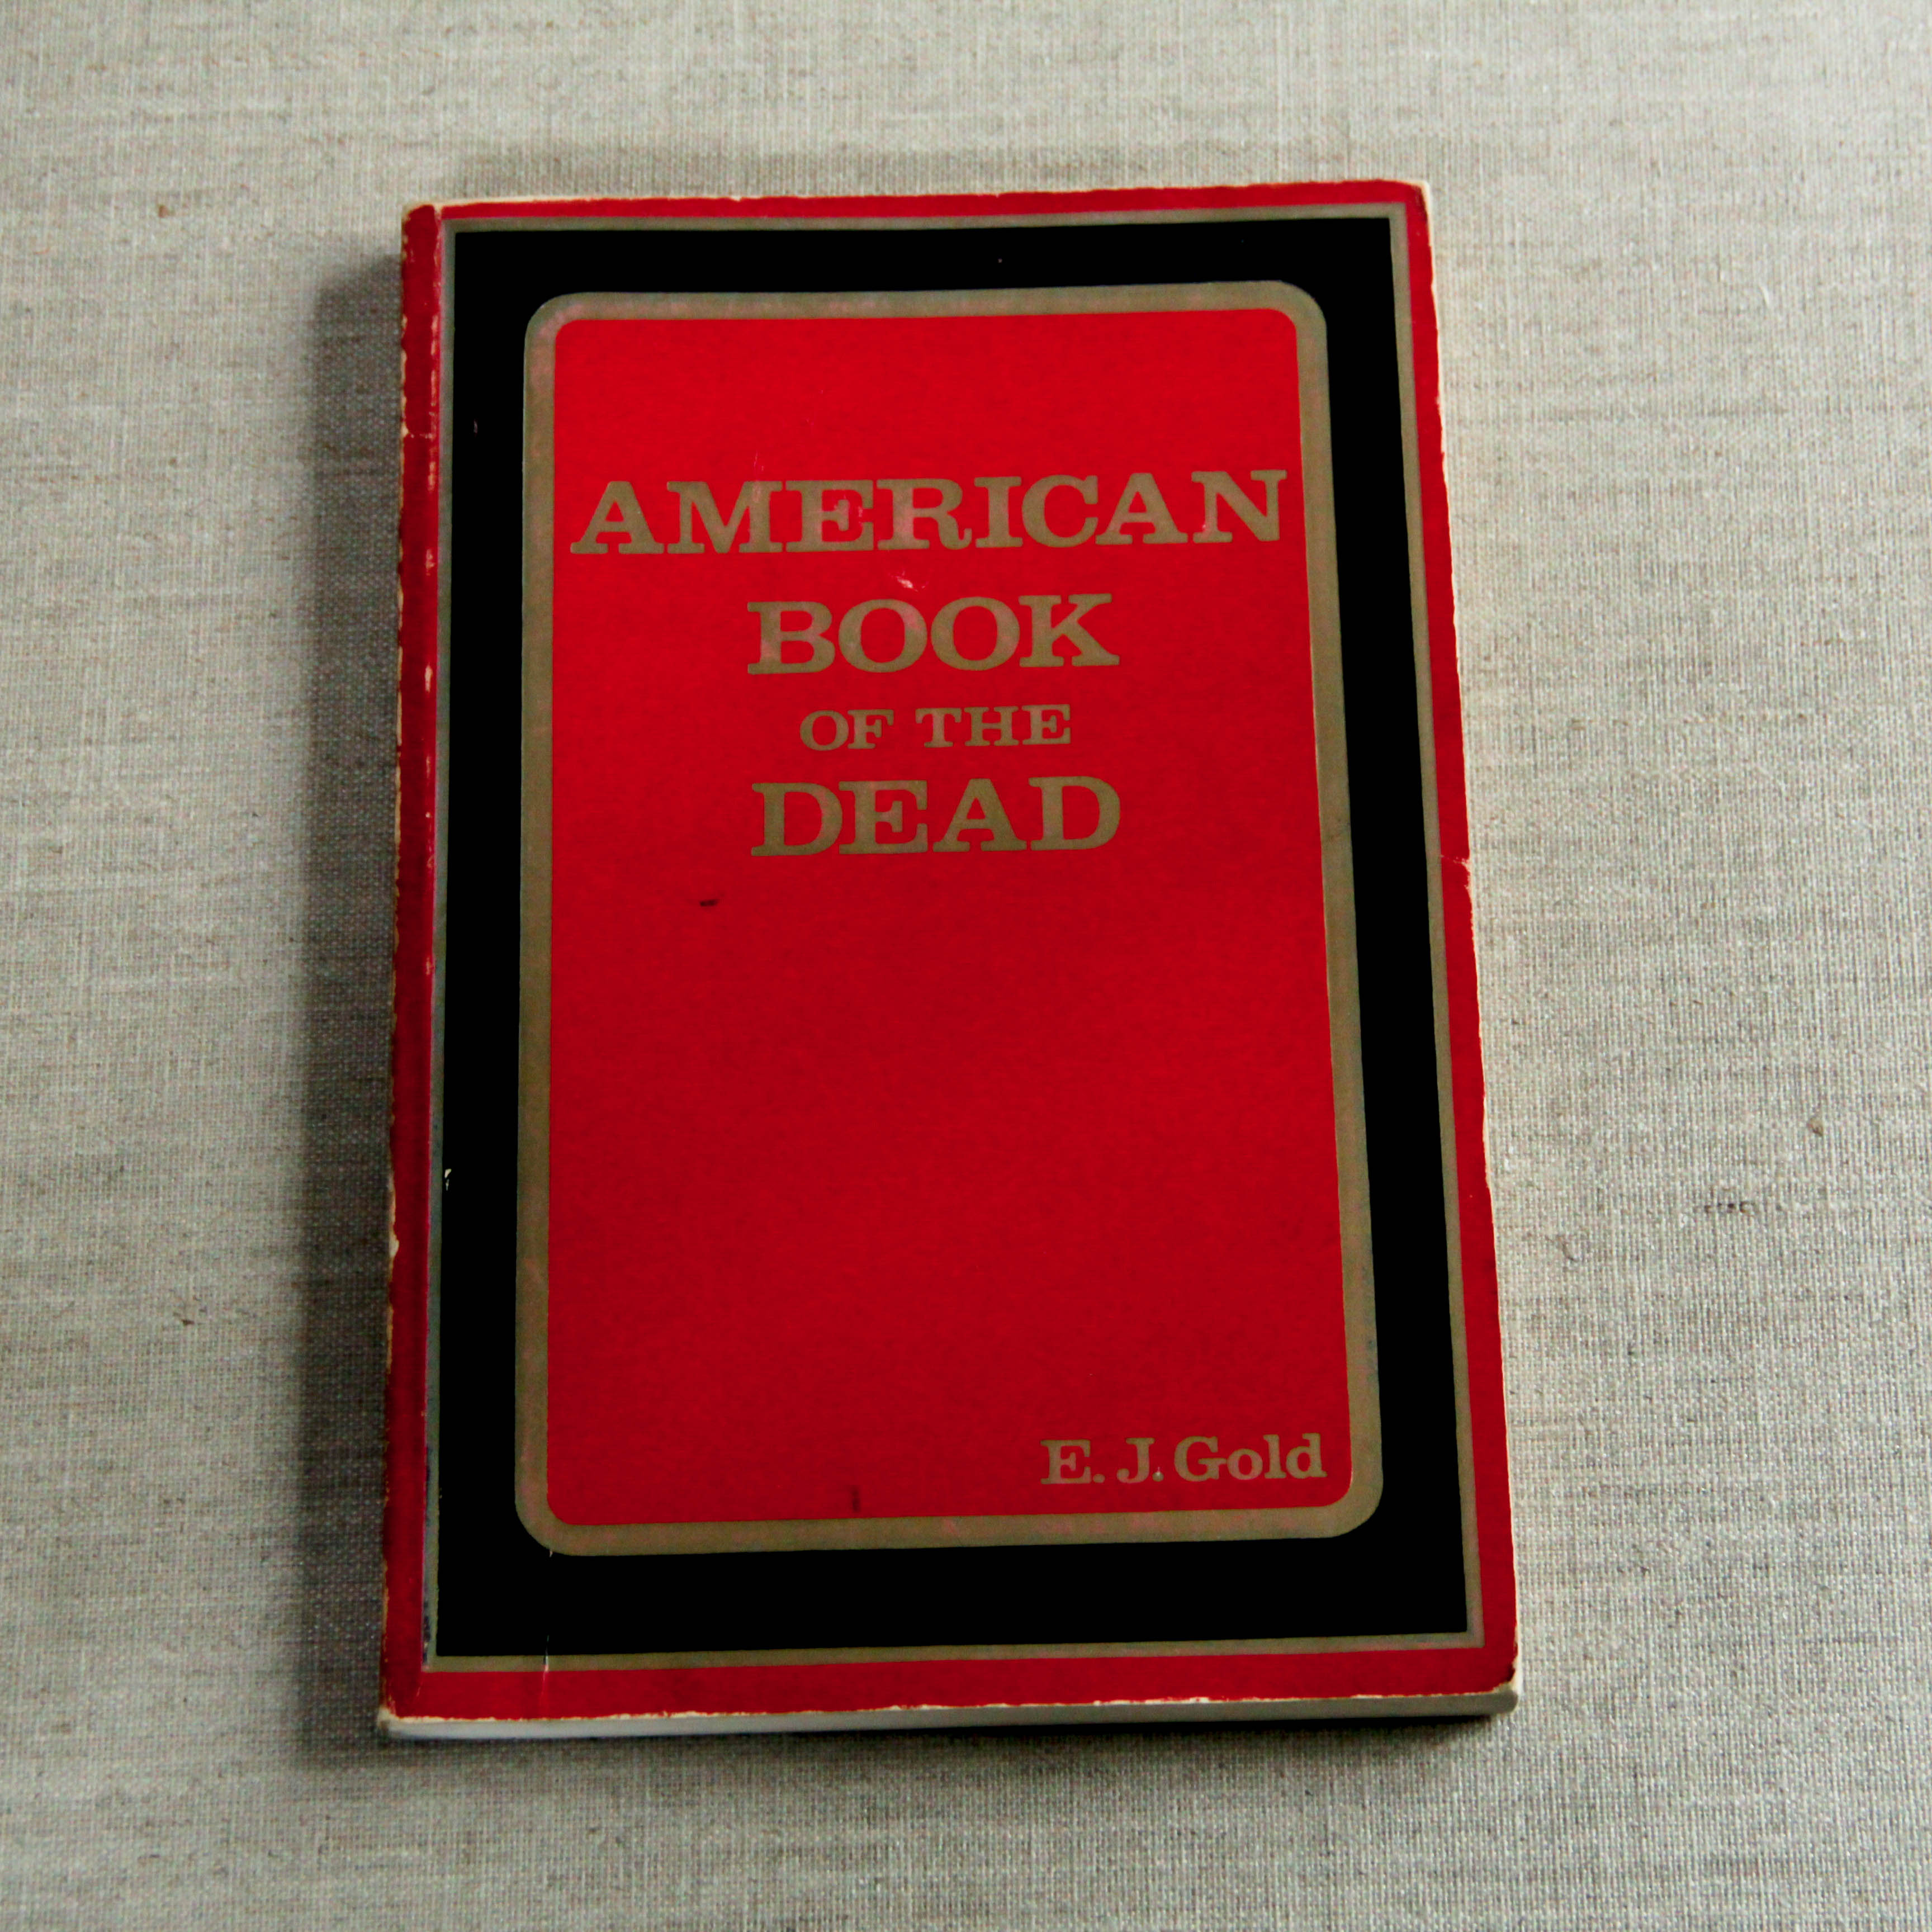 AMERICAN
BOOK
OF THE
DEAD
E. J. Gold